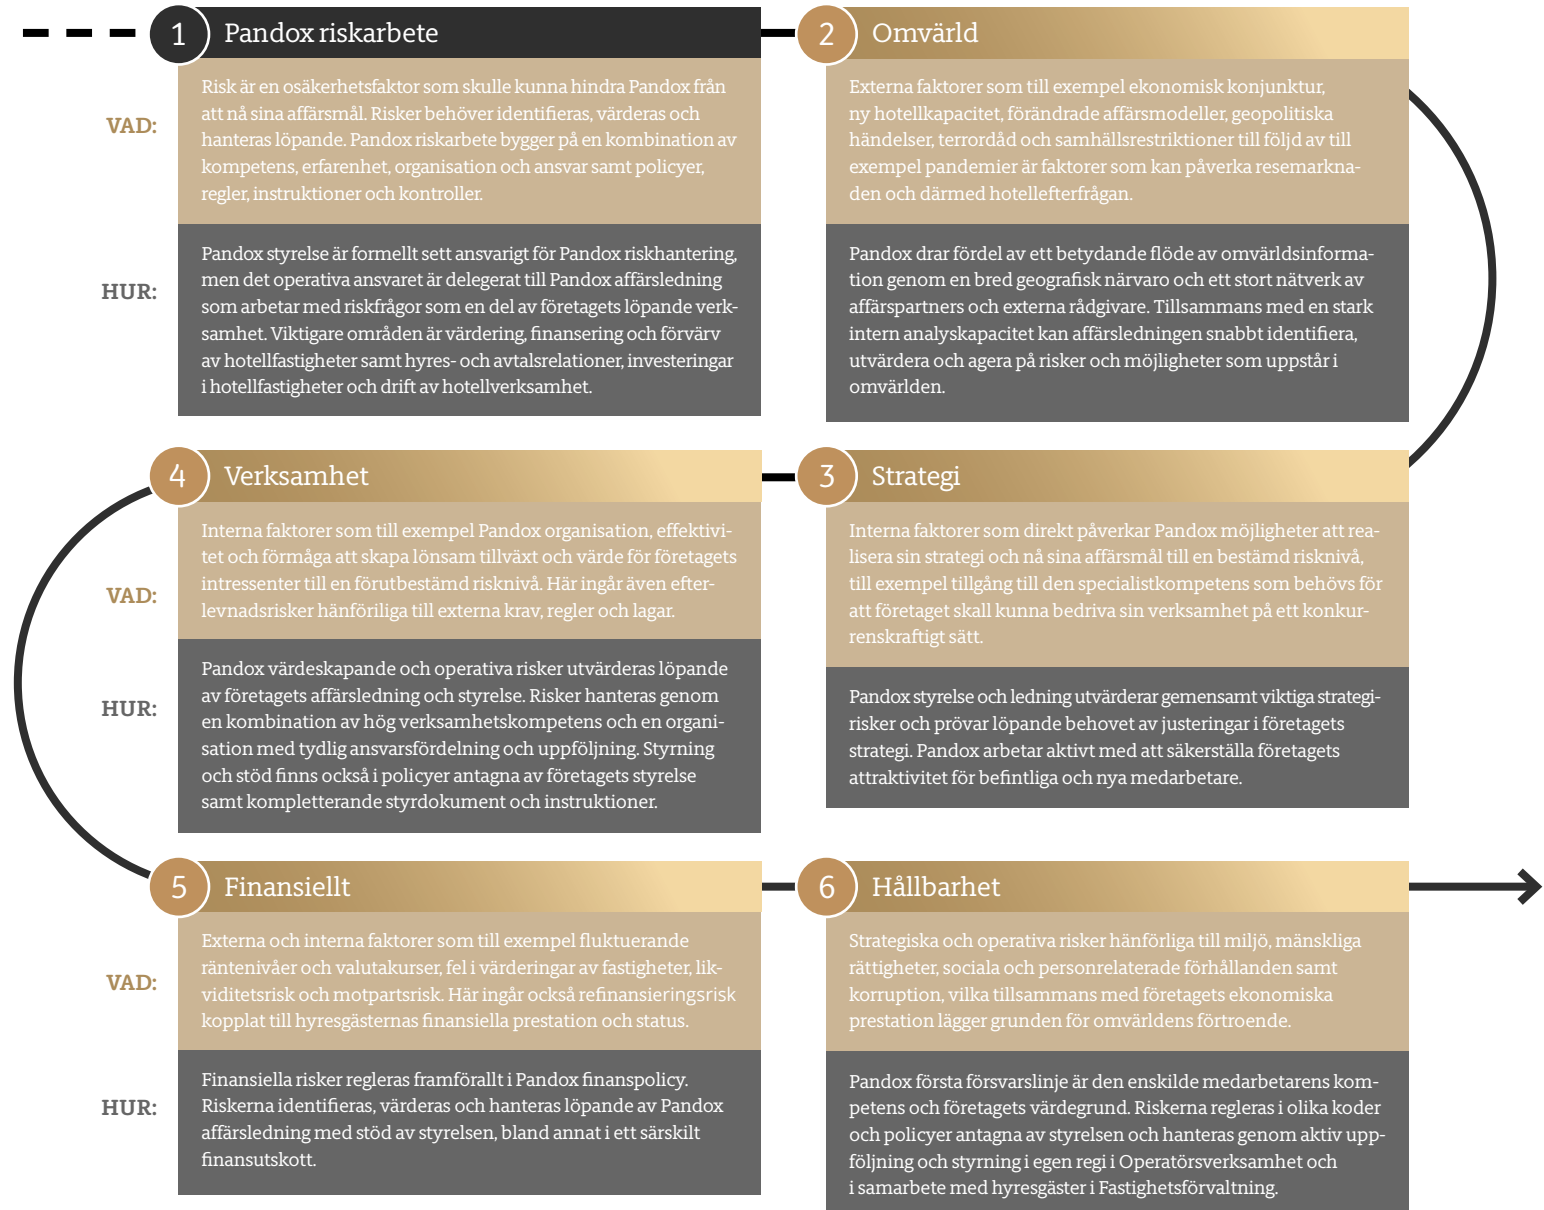 1 Pandox riskarbete
VAD:
Risk är en osäkerhetsfaktor som skulle kunna hindra Pandox från
att nå sina affärsmål. Risker behöver identifieras, värderas och
hanteras löpande. Pandox riskarbete bygger på en kombination av
kompetens, erfarenhet, organisation och ansvar samt policyer,
regler, instruktioner och kontroller.
HUR:
Pandox styrelse är formellt sett ansvarigt för Pandox riskhantering,
men det operativa ansvaret är delegerat till Pandox affärsledning
som arbetar med riskfrågor som en del av företagets löpande verk-
samhet. Viktigare områden är värdering, finansering och förvärv
av hotellfastigheter samt hyres- och avtalsrelationer, investeringar
i hotellfastigheter och drift av hotellverksamhet.
2 Omvärld
Externa faktorer som till exempel ekonomisk konjunktur,
ny hotellkapacitet, förändrade affärsmodeller, geopolitiska
händelser, terrordåd och samhällsrestriktioner till följd av till
exempel pandemier är faktorer som kan påverka resemarkna-
den och därmed hotellefterfrågan.
Pandox drar fördel av ett betydande flöde av omvärldsinforma-
tion genom en bred geografisk närvaro och ett stort nätverk av
affärspartners och externa rådgivare. Tillsammans med en stark
intern analyskapacitet kan affärsledningen snabbt identifiera,
utvärdera och agera på risker och möjligheter som uppstår i
omvärlden.
3 Strategi
Interna faktorer som direkt påverkar Pandox möjligheter att rea-
lisera sin strategi och nå sina affärsmål till en bestämd risknivå,
till exempel tillgång till den specialistkompetens som behövs för
att företaget skall kunna bedriva sin verksamhet på ett konkur-
renskraftigt sätt.
Pandox styrelse och ledning utvärderar gemensamt viktiga strategi-
risker och prövar löpande behovet av justeringar i företagets
strategi. Pandox arbetar aktivt med att säkerställa företagets
attraktivitet för befintliga och nya medarbetare.
4 Verksamhet
VAD:
Interna faktorer som till exempel Pandox organisation, effektivi-
tet och förmåga att skapa lönsam tillväxt och värde för företagets
intressenter till en förutbestämd risknivå. Här ingår även efter-
levnadsrisker hänföriliga till externa krav, regler och lagar.
HUR:
Pandox värdeskapande och operativa risker utvärderas löpande
av företagets affärsledning och styrelse. Risker hanteras genom
en kombination av hög verksamhetskompetens och en organi-
sation med tydlig ansvarsfördelning och uppföljning. Styrning
och stöd finns också i policyer antagna av företagets styrelse
samt kompletterande styrdokument och instruktioner.
5 Finansiellt
VAD:
Externa och interna faktorer som till exempel fluktuerande
räntenivåer och valutakurser, fel i värderingar av fastigheter, lik-
viditetsrisk och motpartsrisk. Här ingår också refinansieringsrisk
kopplat till hyresgästernas finansiella prestation och status.
HUR:
Finansiella risker regleras framförallt i Pandox finanspolicy.
Riskerna identifieras, värderas och hanteras löpande av Pandox
affärsledning med stöd av styrelsen, bland annat i ett särskilt
finansutskott.
6 Hållbarhet
Strategiska och operativa risker hänförliga till miljö, mänskliga
rättigheter, sociala och personrelaterade förhållanden samt
korruption, vilka tillsammans med företagets ekonomiska
prestation lägger grunden för omvärldens förtroende.
Pandox första försvarslinje är den enskilde medarbetarens kom-
petens och företagets värdegrund. Riskerna regleras i olika koder
och policyer antagna av styrelsen och hanteras genom aktiv upp-
följning och styrning i egen regi i Operatörsverksamhet och
i samarbete med hyresgäster i Fastighetsförvaltning.